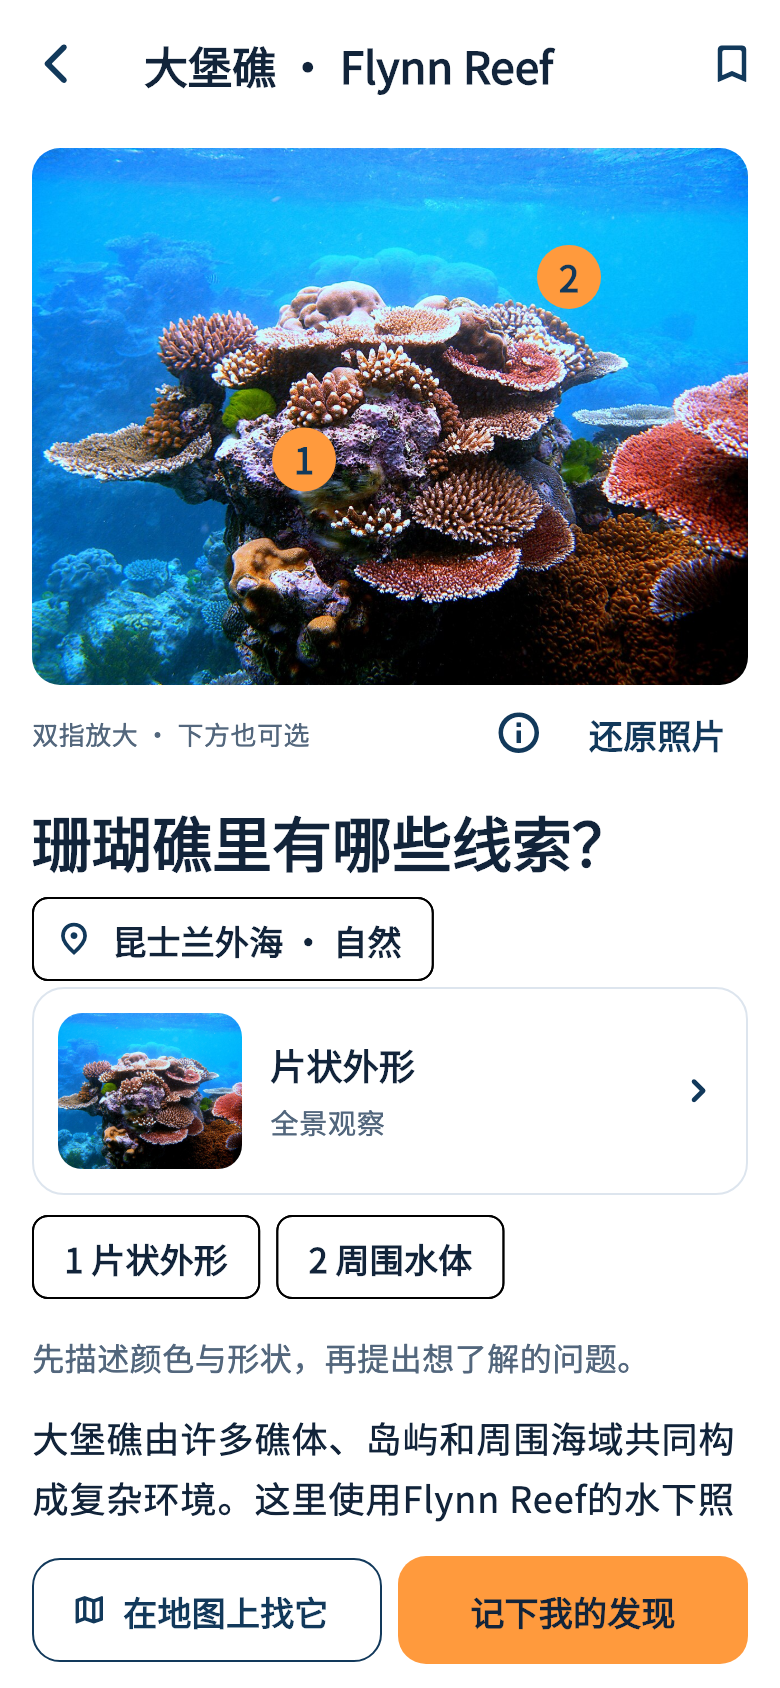 大堡礁 · Flynn Reef
2
1
双指放大 · 下方也可选
还原照片
珊瑚礁里有哪些线索？
昆士兰外海 · 自然
片状外形
全景观察
1 片状外形
2 周围水体
先描述颜色与形状，再提出想了解的问题。
大堡礁由许多礁体、岛屿和周围海域共同构
成复杂环境。这里使用Flynn Reef的水下照
在地图上找它
记下我的发现